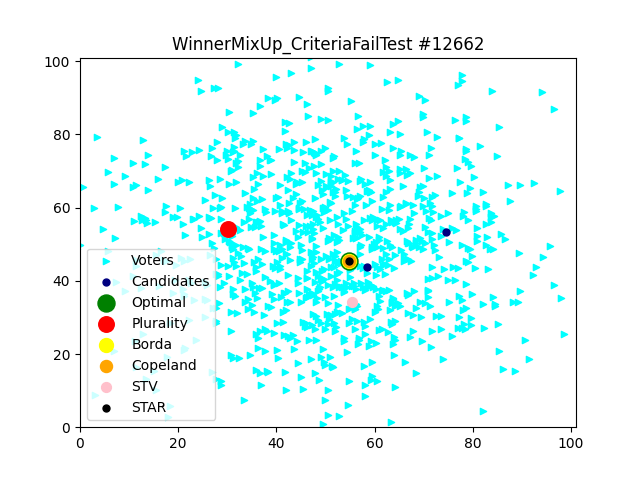 WinnerMixUp_CriteriaFailTest #12662
100
80
60
40
20
0
0 20 40 60 80 100
Voters
Candidates
Optimal
Plurality
Borda
Copeland
STV
STAR